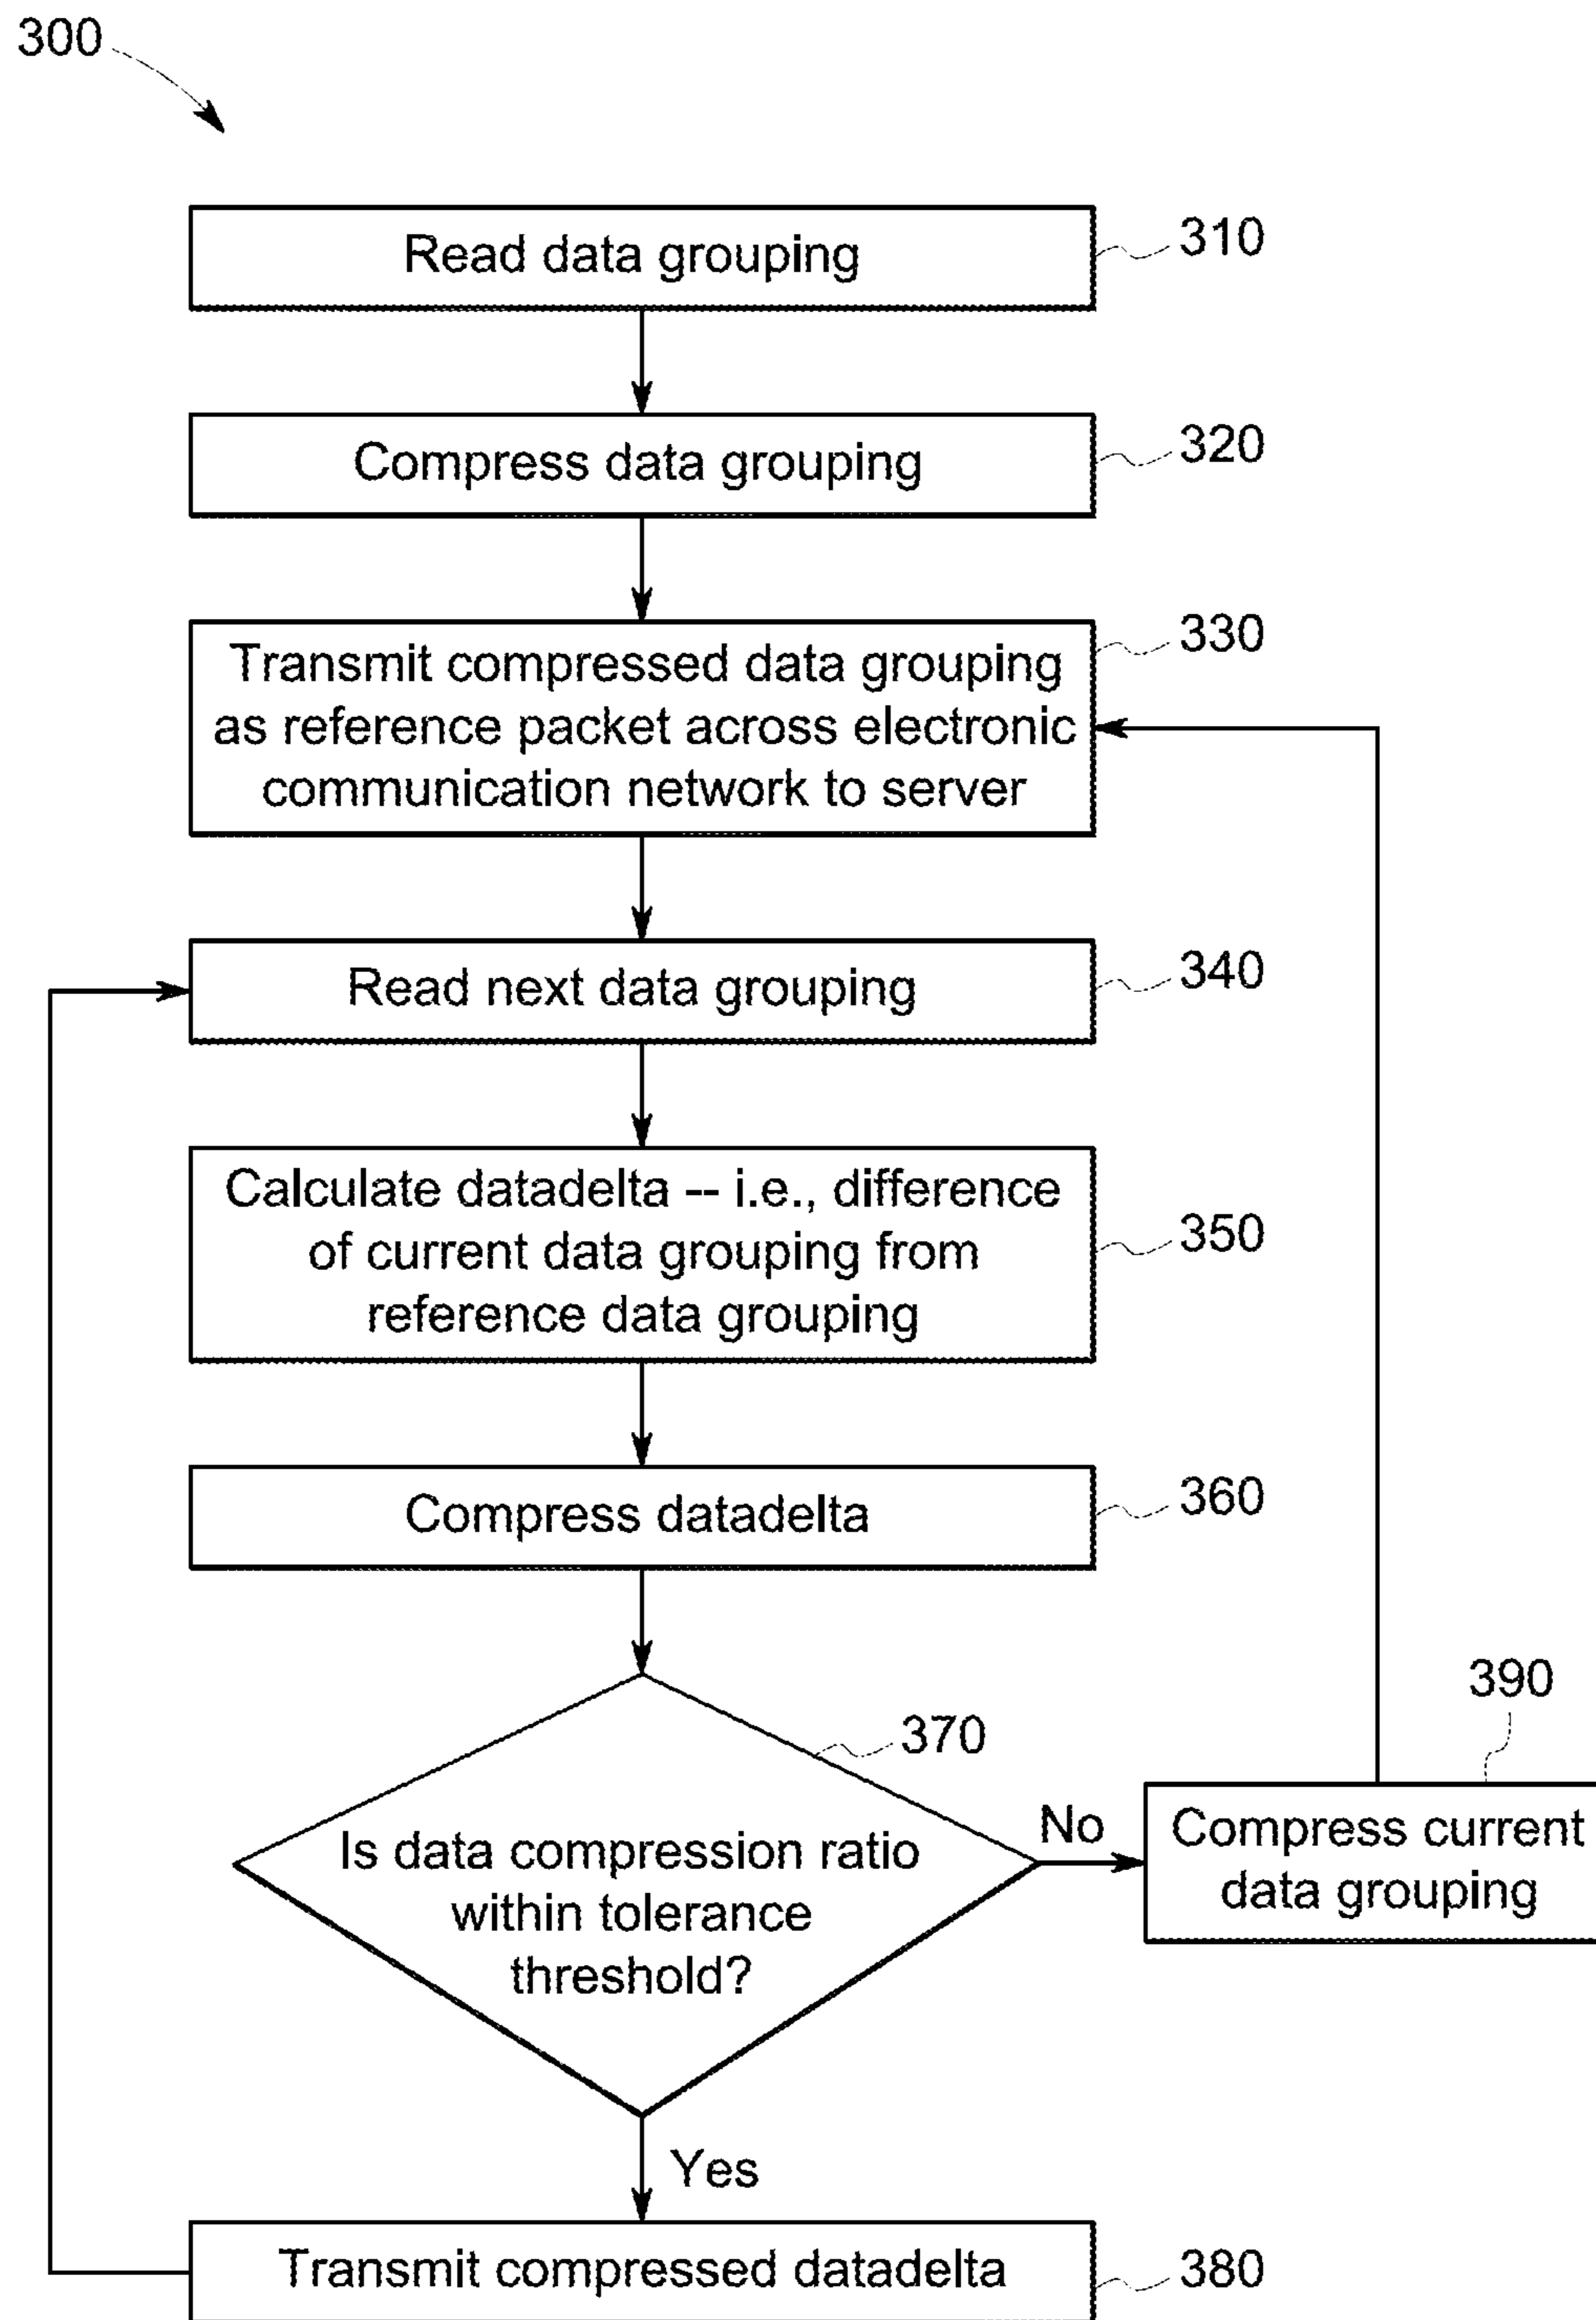 300
Read data grouping
310
Compress data grouping
320
Transmit compressed data grouping
as reference packet across electronic
communication network to server
330
Read next data grouping
340
Calculate datadelta -- i.e., difference
of current data grouping from
reference data grouping
350
Compress datadelta
360
370
Is data compression ratio
within tolerance
threshold?
No
390
Compress current
data grouping
Yes
Transmit compressed datadelta
380